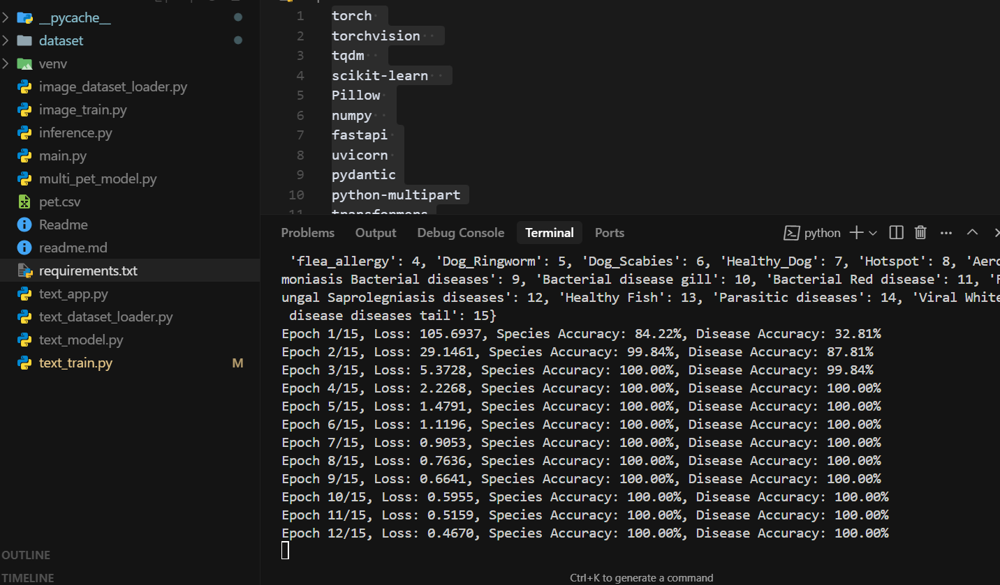 __pycache__
dataset
venv
image_dataset_loader.py
image_train.py
inference.py
main.py
multi_pet_model.py
pet.csv
Readme
readme.md
requirements.txt
text_app.py
text_dataset_loader.py
text_model.py
text_train.py M
OUTLINE
TIMELINE
1 torch
2 torchvision
3 tqdm
4 scikit-learn
5 Pillow
6 numpy
7 fastapi
8 uvicorn
9 pydantic
10 python-multipart
11 transformers
Problems Output Debug Console Terminal Ports python
'flea_allergy': 4, 'Dog_Ringworm': 5, 'Dog_Scabies': 6, 'Healthy_Dog': 7, 'Hotspot': 8, 'Aero
moniasis Bacterial diseases': 9, 'Bacterial disease gill': 10, 'Bacterial Red disease': 11, 'F
ungal Saprolegniasis diseases': 12, 'Healthy Fish': 13, 'Parasitic diseases': 14, 'Viral White
disease diseases tail': 15}
Epoch 1/15, Loss: 105.6937, Species Accuracy: 84.22%, Disease Accuracy: 32.81%
Epoch 2/15, Loss: 29.1461, Species Accuracy: 99.84%, Disease Accuracy: 87.81%
Epoch 3/15, Loss: 5.3728, Species Accuracy: 100.00%, Disease Accuracy: 99.84%
Epoch 4/15, Loss: 2.2268, Species Accuracy: 100.00%, Disease Accuracy: 100.00%
Epoch 5/15, Loss: 1.4791, Species Accuracy: 100.00%, Disease Accuracy: 100.00%
Epoch 6/15, Loss: 1.1196, Species Accuracy: 100.00%, Disease Accuracy: 100.00%
Epoch 7/15, Loss: 0.9053, Species Accuracy: 100.00%, Disease Accuracy: 100.00%
Epoch 8/15, Loss: 0.7636, Species Accuracy: 100.00%, Disease Accuracy: 100.00%
Epoch 9/15, Loss: 0.6641, Species Accuracy: 100.00%, Disease Accuracy: 100.00%
Epoch 10/15, Loss: 0.5955, Species Accuracy: 100.00%, Disease Accuracy: 100.00%
Epoch 11/15, Loss: 0.5159, Species Accuracy: 100.00%, Disease Accuracy: 100.00%
Epoch 12/15, Loss: 0.4670, Species Accuracy: 100.00%, Disease Accuracy: 100.00%
Ctrl+K to generate a command